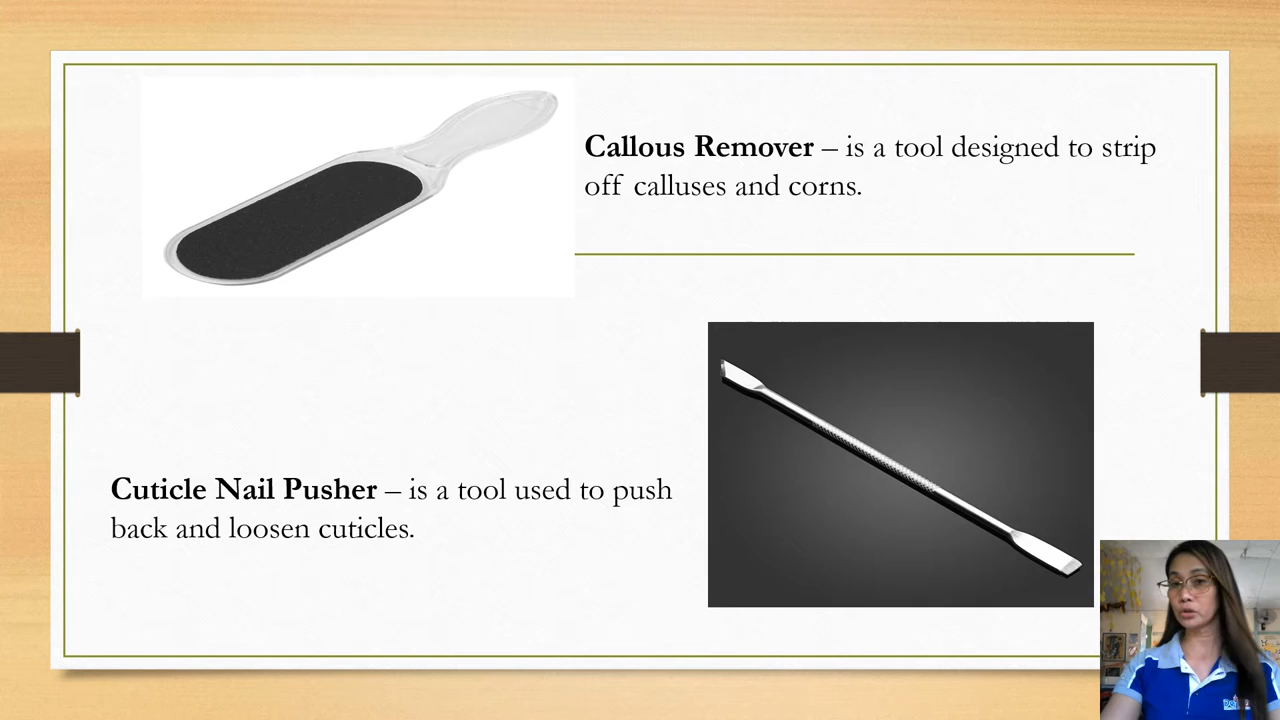 Callous Remover – is a tool designed to strip
off calluses and corns.
Cuticle Nail Pusher – is a tool used to push
back and loosen cuticles.